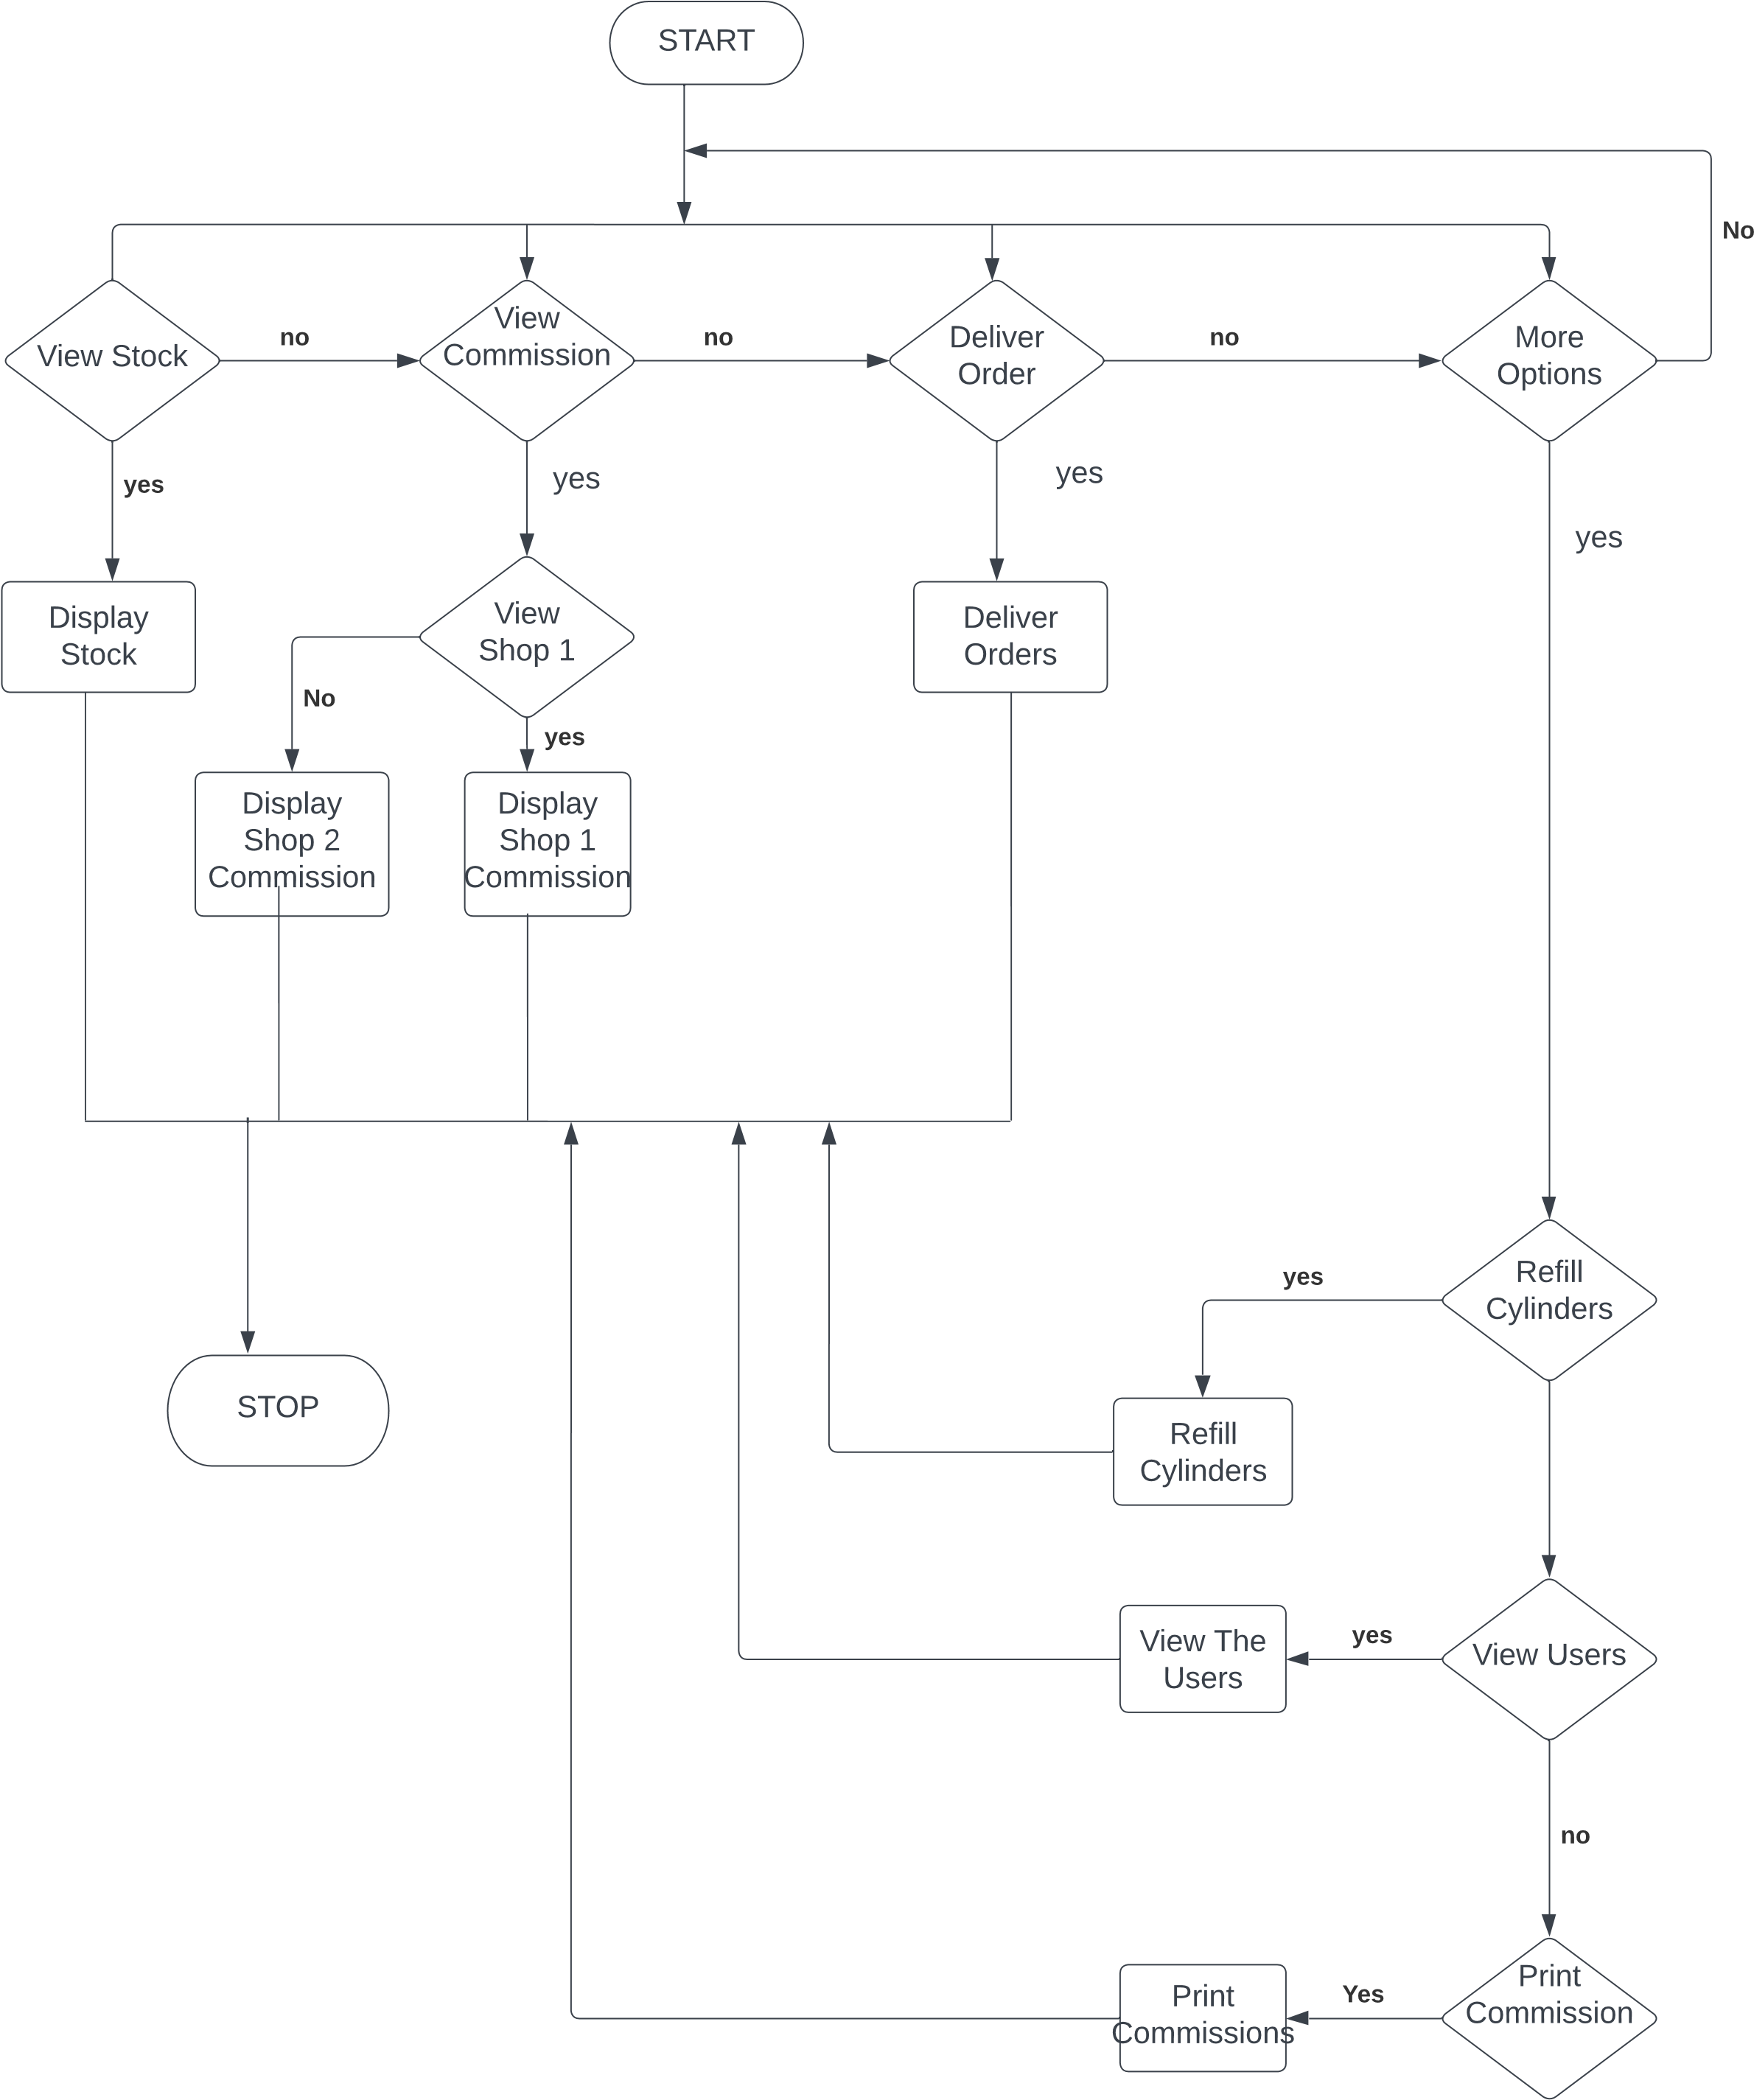 START
No
View Stock
no
View
Commission
no
Deliver
Order
no
More
Options
yes
yes
yes
yes
Display
Stock
View
Shop 1
Deliver
Orders
No
yes
Display
Shop 2
Commission
Display
Shop 1
Commission
Refill
Cylinders
yes
STOP
Refill
Cylinders
View The
Users
yes
View Users
no
Print
Commissions
Yes
Print
Commission